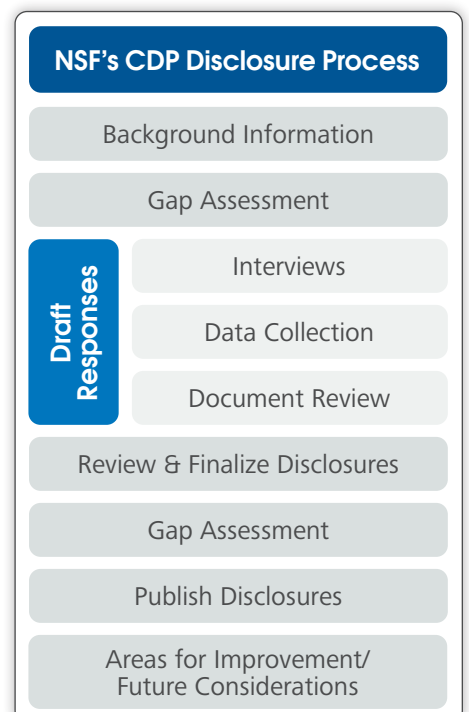 NSF's CDP Disclosure Process
Background Information
Gap Assessment
Draft
Responses
Interviews
Data Collection
Document Review
Review & Finalize Disclosures
Gap Assessment
Publish Disclosures
Areas for Improvement/
Future Considerations